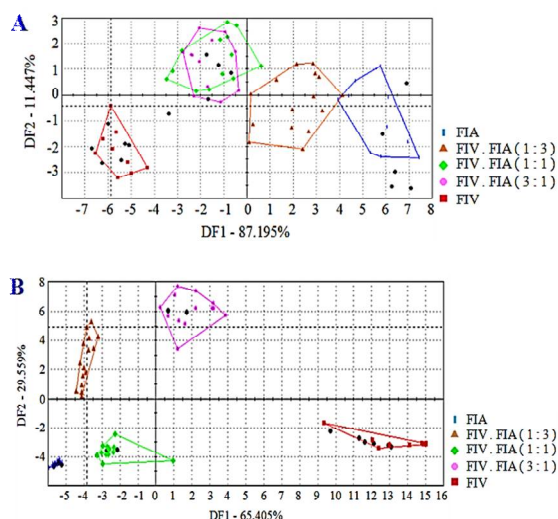 A
3
2
1
0
-1
-2
-3
DF2 - 11.447%
-7 -6 -5 -4 -3 -2 -1 0 1 2 3 4 5 6 7 8
DF1 - 87.195%
FIA
FIV.FIA(1:3)
FIV.FIA(1:1)
FIV.FIA(3:1)
FIV
B
8
6
4
2
0
-2
-4
DF2 - 29.559%
-5 -4 -3 -2 -1 0 1 2 3 4 5 6 7 8 9 10 11 12 13 14 15 16
DF1 - 65.405%
FIA
FIV.FIA(1:3)
FIV.FIA(1:1)
FIV.FIA(3:1)
FIV